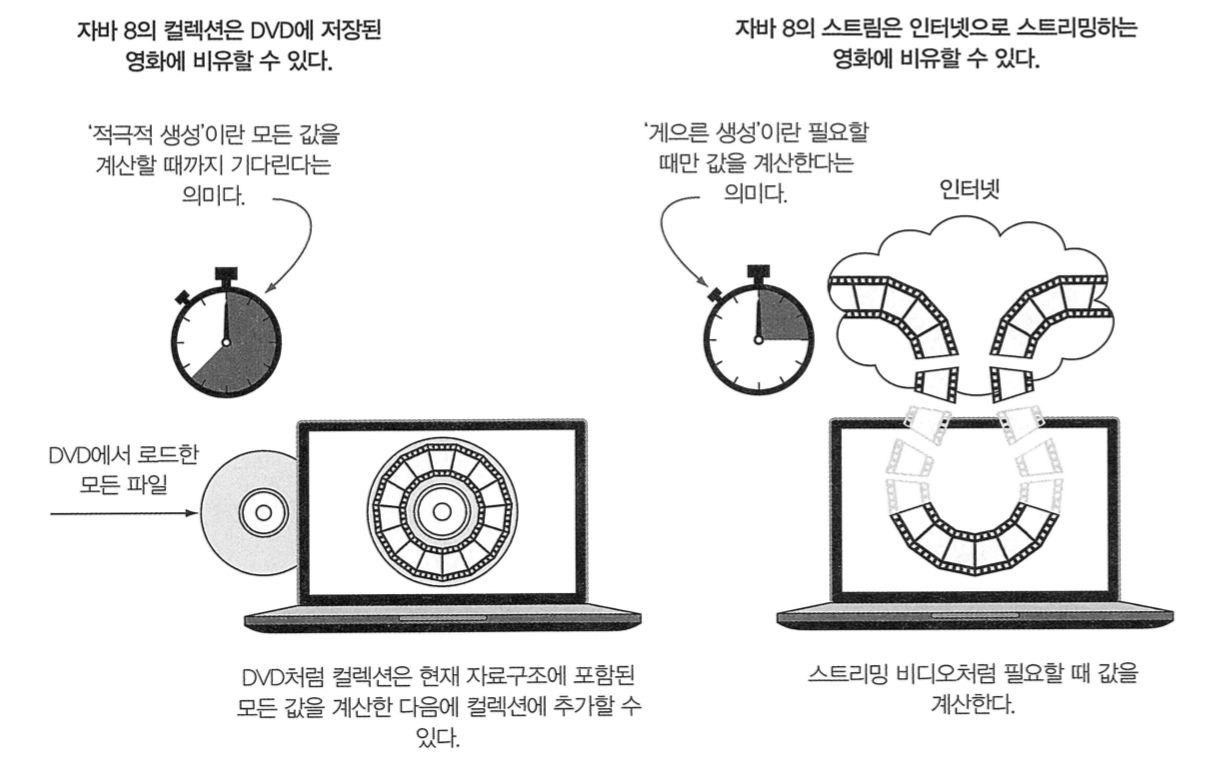 자바 8의 컬렉션은 DVD에 저장된
영화에 비유할 수 있다.
'적극적 생성'이란 모든 값을
계산할 때까지 기다린다는
의미다.
DVD에서 로드한
모든 파일
DVD처럼 컬렉션은 현재 자료구조에 포함된
모든 값을 계산한 다음에 컬렉션에 추가할 수
있다.
자바 8의 스트림은 인터넷으로 스트리밍하는
영화에 비유할 수 있다.
'게으른 생성'이란 필요할
때만 값을 계산한다는
의미다.
인터넷
스트리밍 비디오처럼 필요할 때 값을
계산한다.